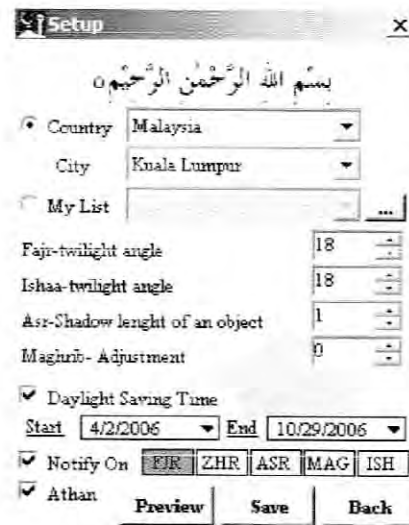 Setup
بِسْمِ اللهِ الرَّحْمٰنِ الرَّحِيْمِ
Country Malaysia
City Kuala Lumpur
My List ...
Fajr-twilight angle 18
Ishaa-twilight angle 18
Asr-Shadow lenght of an object 1
Maghrib- Adjustment 0
Daylight Saving Time
Start 4/2/2006 End 10/29/2006
Notify On FJR ZHR ASR MAG ISH
Athan Preview Save Back